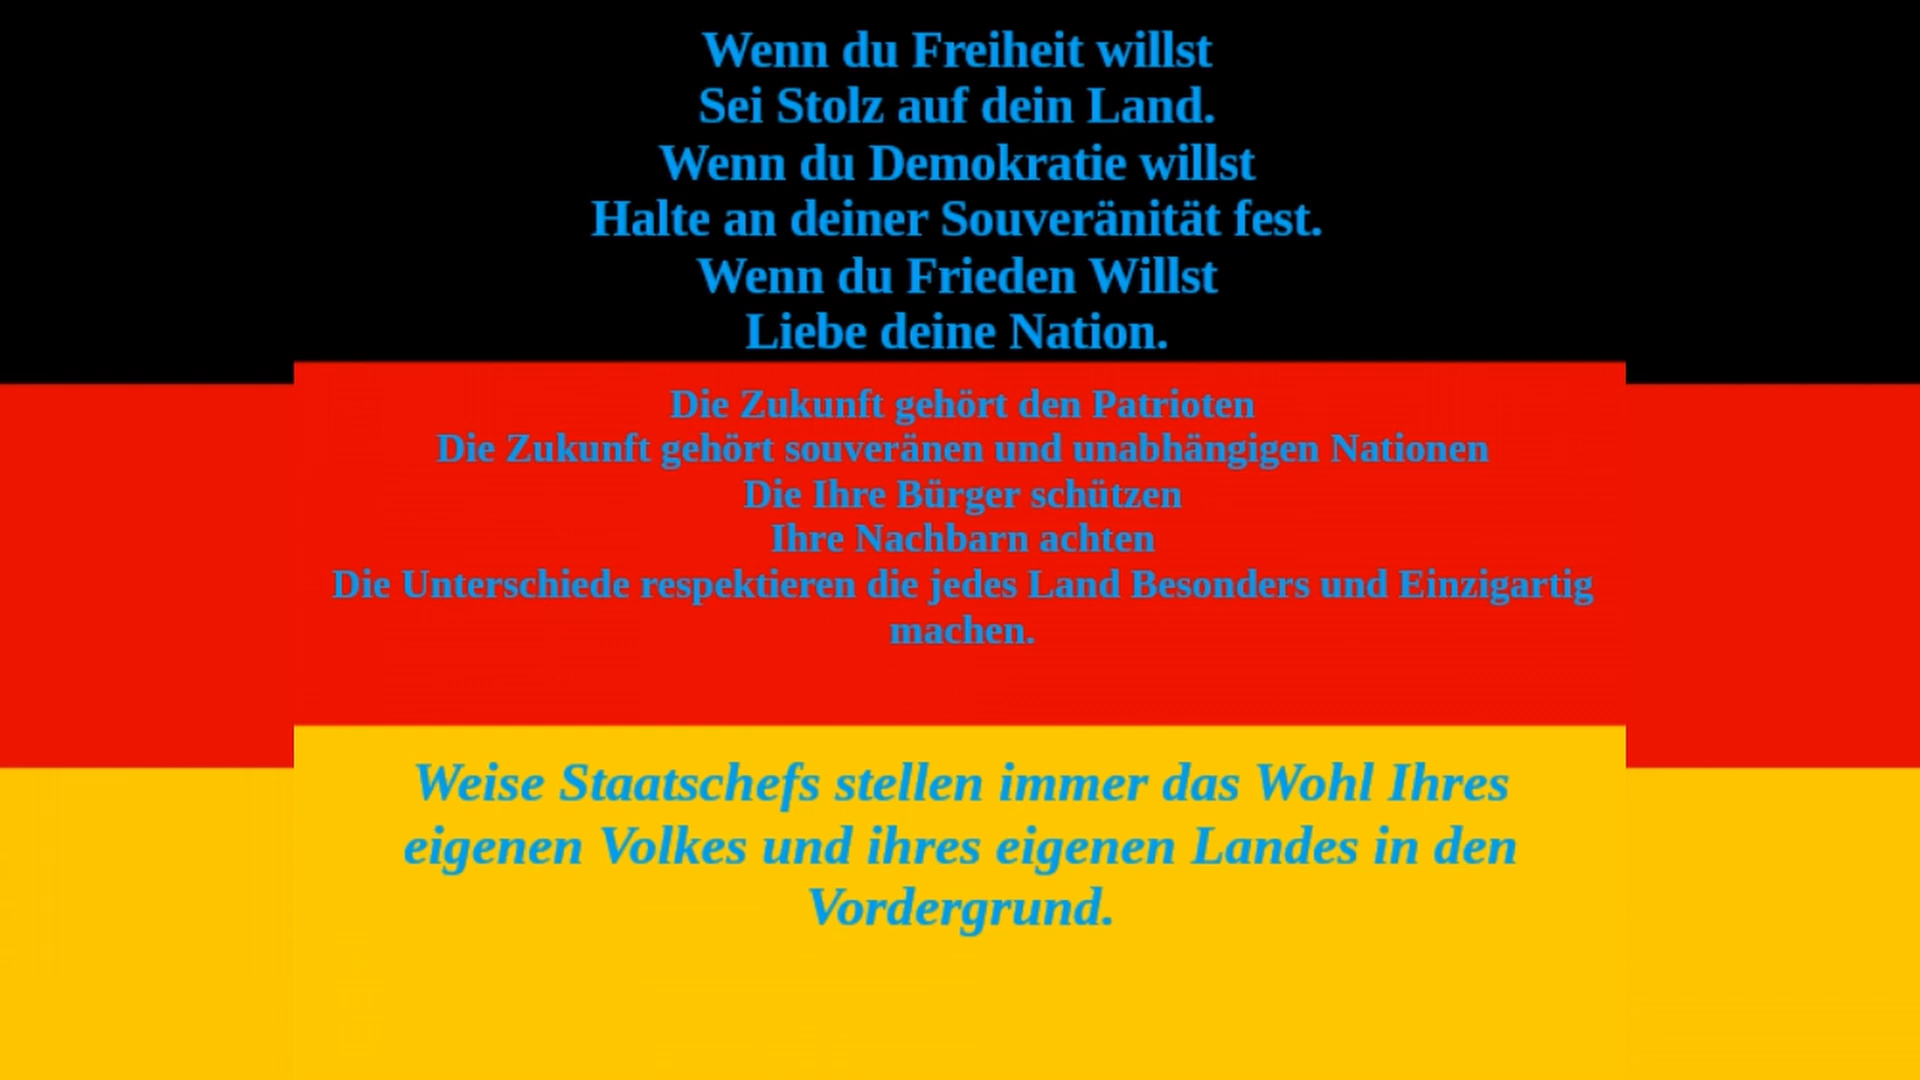 Wenn du Freiheit willst
Sei Stolz auf dein Land.
Wenn du Demokratie willst
Halte an deiner Souveränität fest.
Wenn du Frieden Willst
Liebe deine Nation.
Die Zukunft gehört den Patrioten
Die Zukunft gehört souveränen und unabhängigen Nationen
Die Ihre Bürger schützen
Ihre Nachbarn achten
Die Unterschiede respektieren die jedes Land Besonders und Einzigartig
machen.
Weise Staatschefs stellen immer das Wohl Ihres
eigenen Volkes und ihres eigenen Landes in den
Vordergrund.